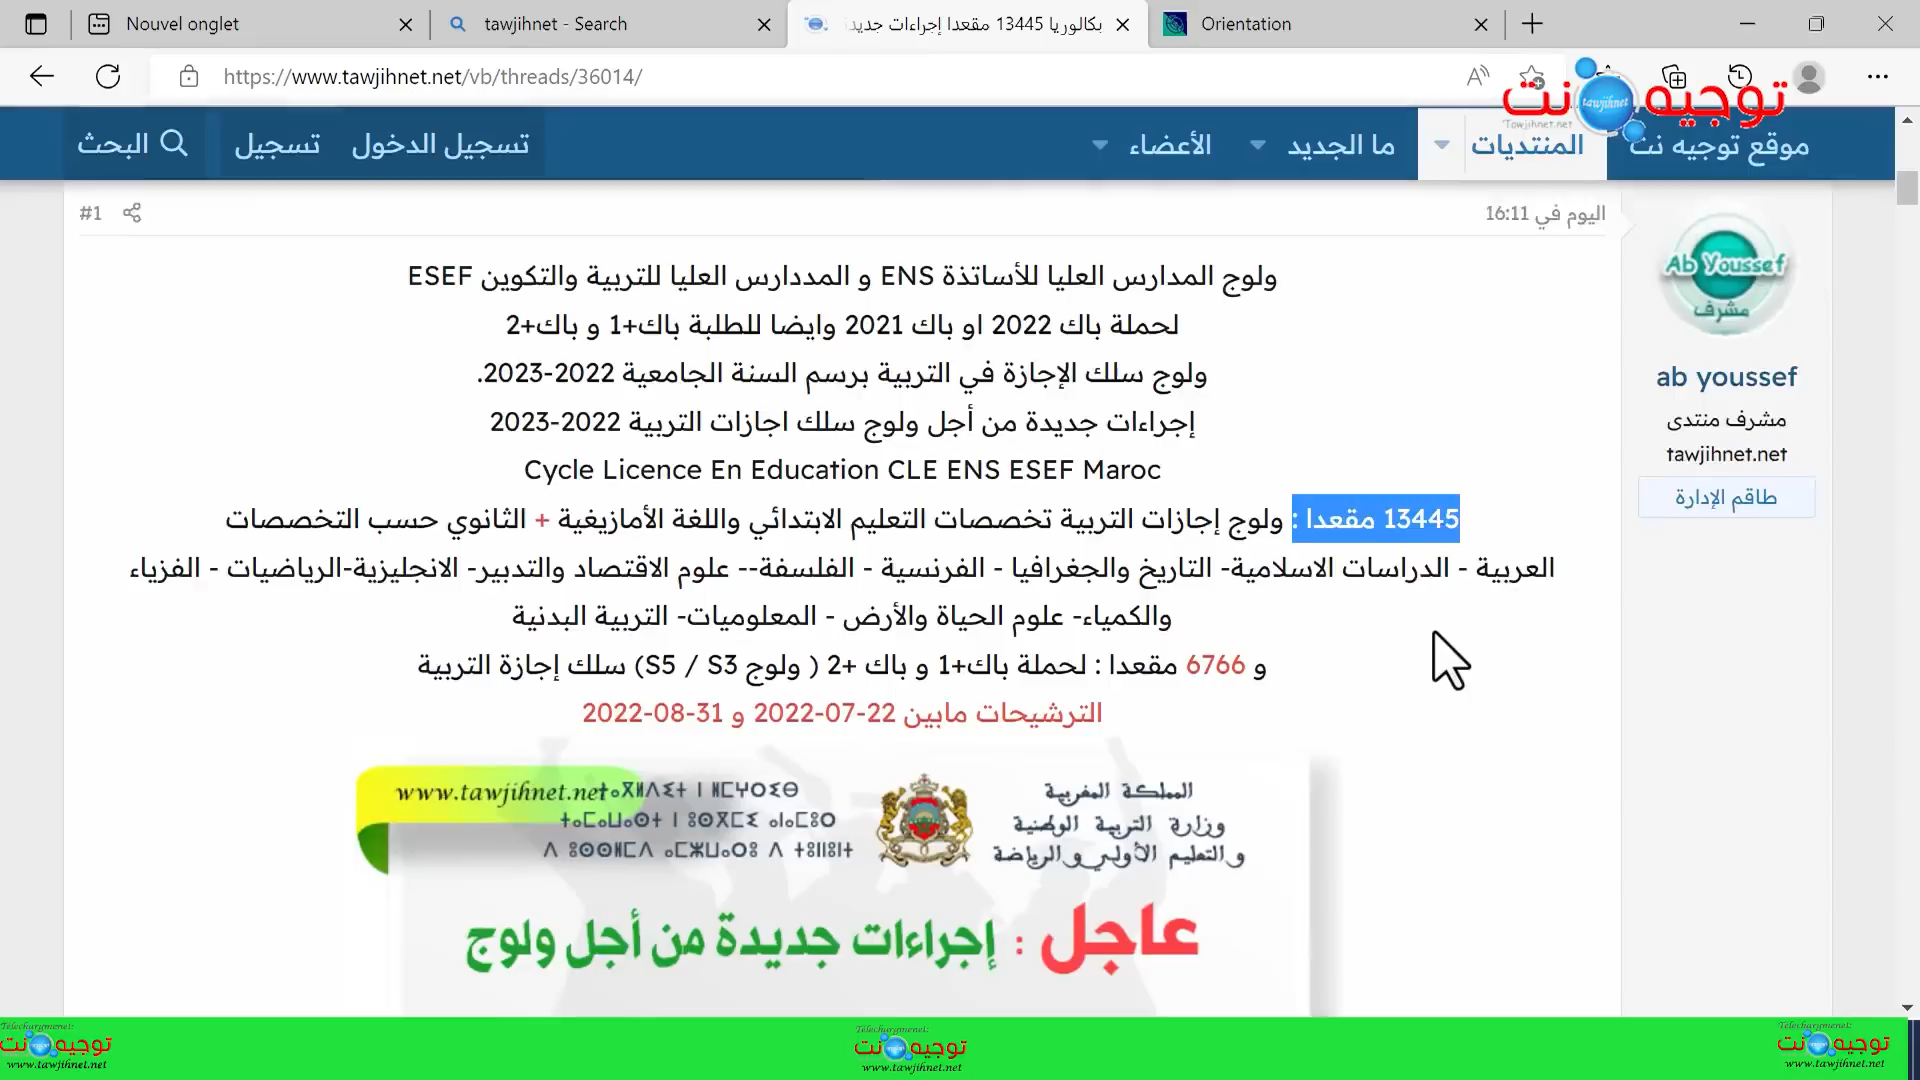 Nouvel onglet
tawjihnet - Search
بكالوريا 13445 مقعدا إجراءات جديد
Orientation
https://www.tawjihnet.net/vb/threads/36014/
توجيه نت
tawjihnet
Tawjihnet.net
موقع توجيه نت
المنتديات
ما الجديد
الأعضاء
تسجيل الدخول
تسجيل
البحث
اليوم في 16:11
#1
Ab Youssef
مشرف
ab youssef
مشرف منتدى
tawjihnet.net
طاقم الإدارة
ولوج المدارس العليا للأساتذة ENS و المددارس العليا للتربية والتكوين ESEF
لحملة باك 2022 او باك 2021 وايضا للطلبة باك+1 و باك+2
ولوج سلك الإجازة في التربية برسم السنة الجامعية 2022-2023.
إجراءات جديدة من أجل ولوج سلك اجازات التربية 2022-2023
Cycle Licence En Education CLE ENS ESEF Maroc
13445 مقعدا : ولوج إجازات التربية تخصصات التعليم الابتدائي واللغة الأمازيغية + الثانوي حسب التخصصات
العربية - الدراسات الاسلامية- التاريخ والجغرافيا - الفرنسية - الفلسفة-- علوم الاقتصاد والتدبير- الانجليزية-الرياضيات - الفزياء
والكمياء- علوم الحياة والأرض - المعلوميات- التربية البدنية
و 6766 مقعدا : لحملة باك+1 و باك +2 ( ولوج S5 / S3) سلك إجازة التربية
الترشيحات مابين 22-07-2022 و 31-08-2022
www.tawjihnet.net
المملكة المغربية
وزارة التربية الوطنية
والتعليم الأولي والرياضة
عاجل : إجراءات جديدة من أجل ولوج
توجيه نت
www.tawjihnet.net
توجيه نت
www.tawjihnet.net
توجيه نت
www.tawjihnet.net